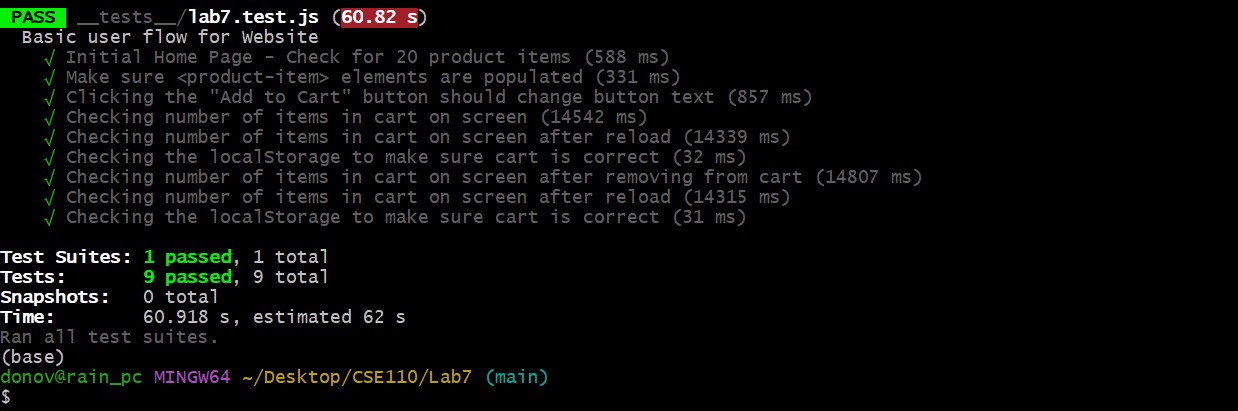 PASS __tests__/lab7.test.js (60.82 s)
Basic user flow for Website
√ Initial Home Page - Check for 20 product items (588 ms)
√ Make sure <product-item> elements are populated (331 ms)
√ Clicking the "Add to Cart" button should change button text (857 ms)
√ Checking number of items in cart on screen (14542 ms)
√ Checking number of items in cart on screen after reload (14339 ms)
√ Checking the localStorage to make sure cart is correct (32 ms)
√ Checking number of items in cart on screen after removing from cart (14807 ms)
√ Checking number of items in cart on screen after reload (14315 ms)
√ Checking the localStorage to make sure cart is correct (31 ms)
Test Suites: 1 passed, 1 total
Tests: 9 passed, 9 total
Snapshots: 0 total
Time: 60.918 s, estimated 62 s
Ran all test suites.
(base)
donov@rain_pc MINGW64 ~/Desktop/CSE110/Lab7 (main)
$